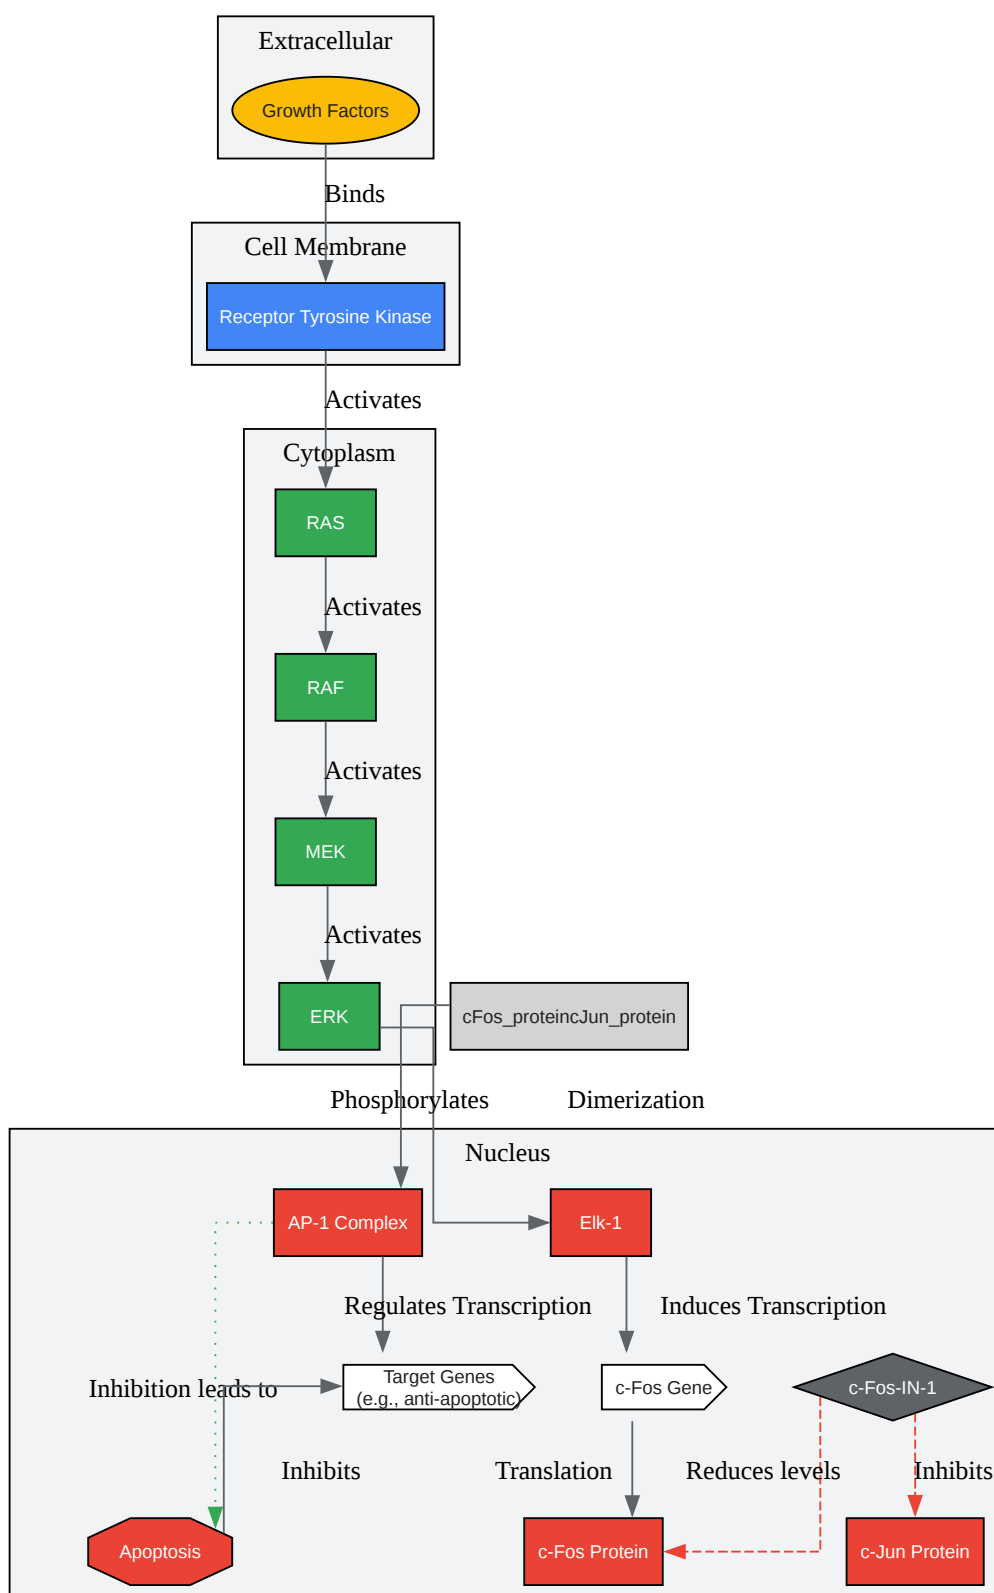 Extracellular
Growth Factors
Binds
Cell Membrane
Receptor Tyrosine Kinase
Activates
Cytoplasm
RAS
Activates
RAF
Activates
MEK
Activates
ERK
cFos_proteincJun_protein
Phosphorylates
Dimerization
Nucleus
AP-1 Complex
Elk-1
Regulates Transcription
Induces Transcription
Target Genes
(e.g., anti-apoptotic)
c-Fos Gene
c-Fos-IN-1
Inhibition leads to
Inhibits
Translation
Reduces levels
Inhibits
Apoptosis
c-Fos Protein
c-Jun Protein